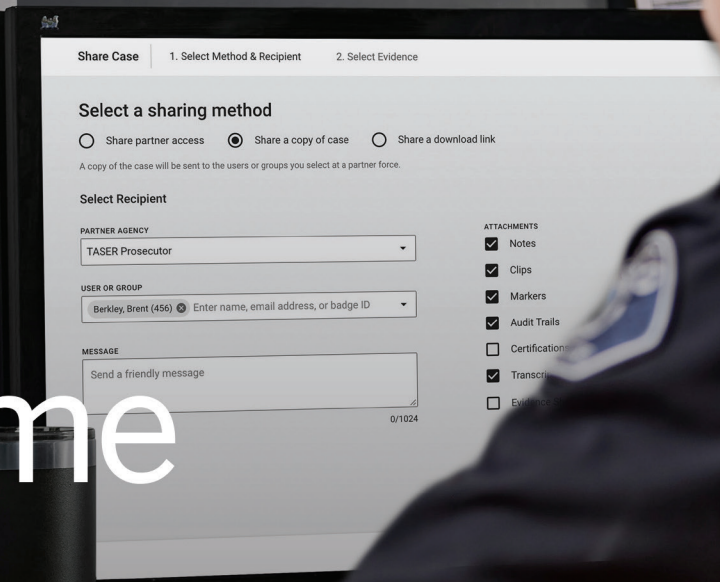 Share Case
1. Select Method & Recipient
2. Select Evidence
Select a sharing method
Share partner access
Share a copy of case
Share a download link
A copy of the case will be sent to the users or groups you select at a partner force.
Select Recipient
PARTNER AGENCY
TASER Prosecutor
USER OR GROUP
Berkley, Brent (456) Enter name, email address, or badge ID
MESSAGE
Send a friendly message
0/1024
ATTACHMENTS
Notes
Clips
Markers
Audit Trails
Certifications
me